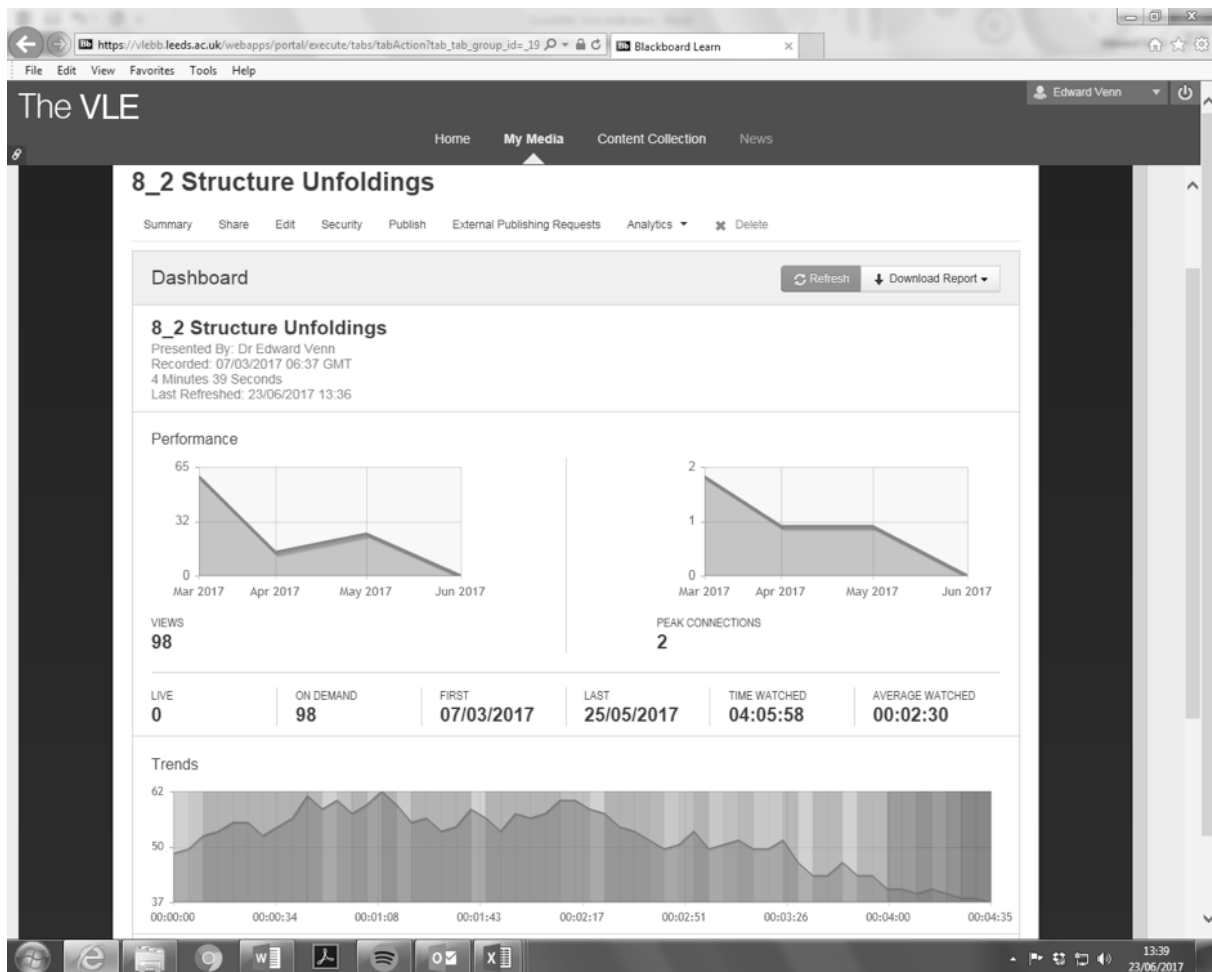 https://vlebb.leeds.ac.uk/webapps/portal/execute/tabs/tabAction?tab_tab_group_id=_19
Blackboard Learn
File Edit View Favorites Tools Help
The VLE
Edward Venn
Home My Media Content Collection News
8_2 Structure Unfoldings
Summary Share Edit Security Publish External Publishing Requests Analytics Delete
Dashboard
Refresh Download Report
8_2 Structure Unfoldings
Presented By: Dr Edward Venn
Recorded: 07/03/2017 06:37 GMT
4 Minutes 39 Seconds
Last Refreshed: 23/06/2017 13:36
Performance
65
32
0
Mar 2017 Apr 2017 May 2017 Jun 2017
VIEWS
98
2
1
0
Mar 2017 Apr 2017 May 2017 Jun 2017
PEAK CONNECTIONS
2
LIVE ON DEMAND FIRST LAST TIME WATCHED AVERAGE WATCHED
0 98 07/03/2017 25/05/2017 04:05:58 00:02:30
Trends
62
50
37
00:00:00 00:00:34 00:01:08 00:01:43 00:02:17 00:02:51 00:03:26 00:04:00 00:04:35
13:39
23/06/2017